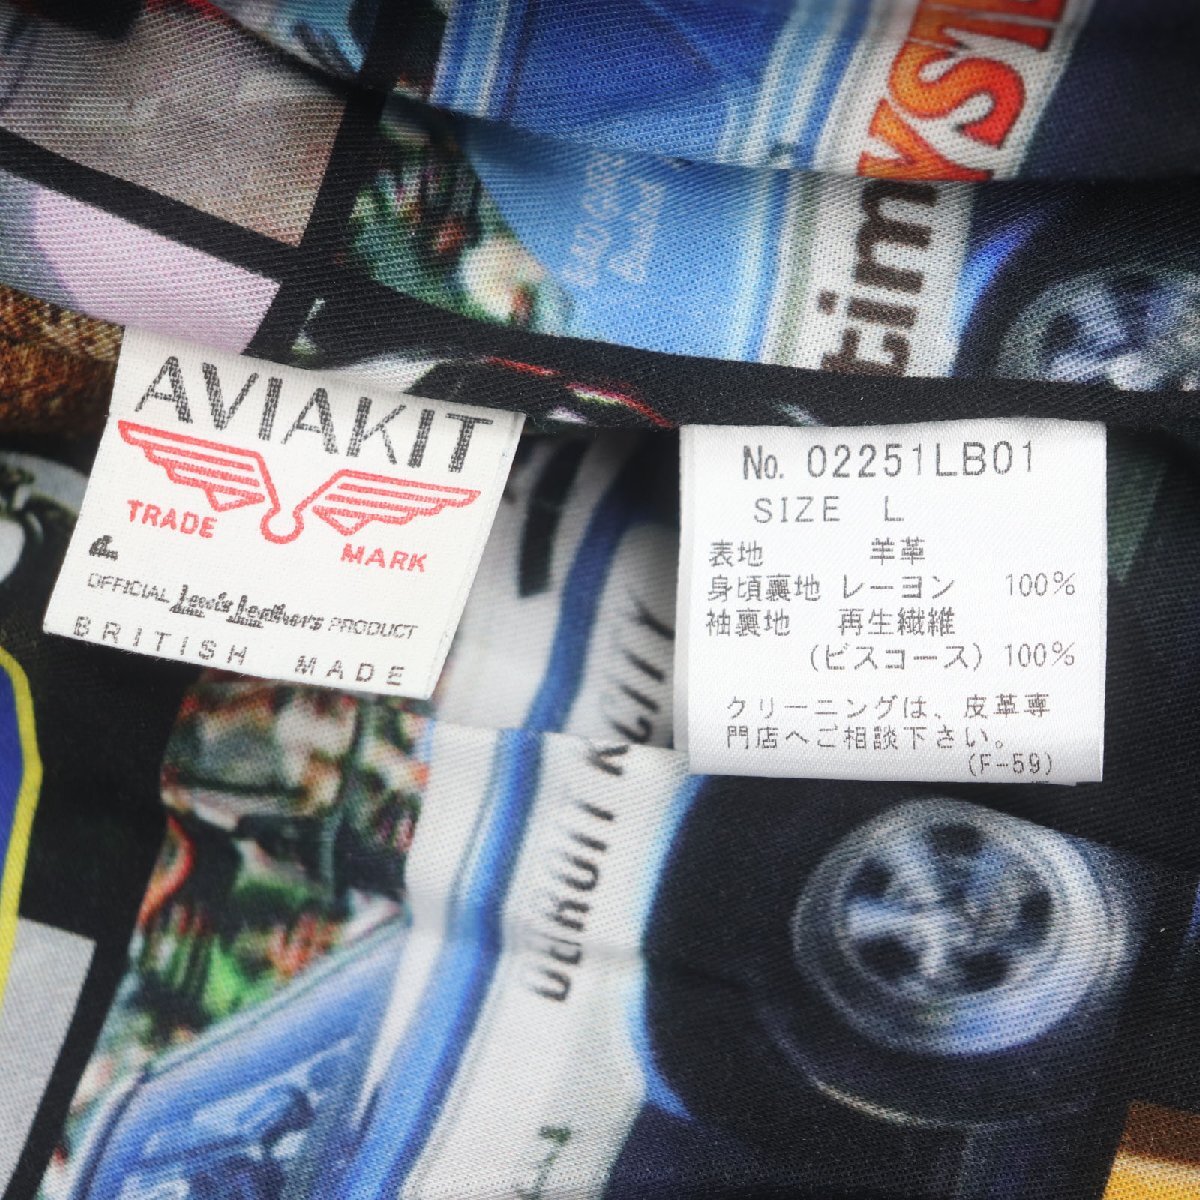 AVIAKIT
TRADE MARK
OFFICIAL Lewis Leathers PRODUCT
BRITISH MADE
No. 02251LB01
SIZE L
表地 羊革
身頃裏地 レーヨン 100%
袖裏地 再生繊維
(ビスコース) 100%
クリーニングは、皮革専
門店へご相談下さい。
(F-59)
tim